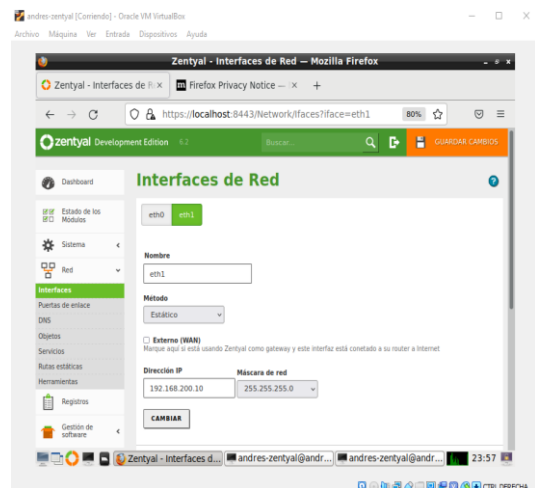 andres-zentyal [Corriendo] - Oracle VM VirtualBox
Archivo Máquina Ver Entrada Dispositivos Ayuda
Zentyal - Interfaces de Red — Mozilla Firefox
Zentyal - Interfaces de R
Firefox Privacy Notice —
https://localhost:8443/Network/Ifaces?iface=eth1
80%
zentyal Development Edition 6.2
Buscar...
GUARDAR CAMBIOS
Dashboard
Estado de los
Módulos
Sistema
Red
Interfaces
Puertas de enlace
DNS
Objetos
Servicios
Rutas estáticas
Herramientas
Registros
Gestión de
software
Interfaces de Red
eth0 eth1
Nombre
eth1
Método
Estático
Externo (WAN)
Marque aquí si está usando Zentyal como gateway y este interfaz está conetado a su router a Internet
Dirección IP Máscara de red
192.168.200.10 255.255.255.0
CAMBIAR
Zentyal - Interfaces d... andres-zentyal@andr... andres-zentyal@andr... 23:57
CTRL DERECHA